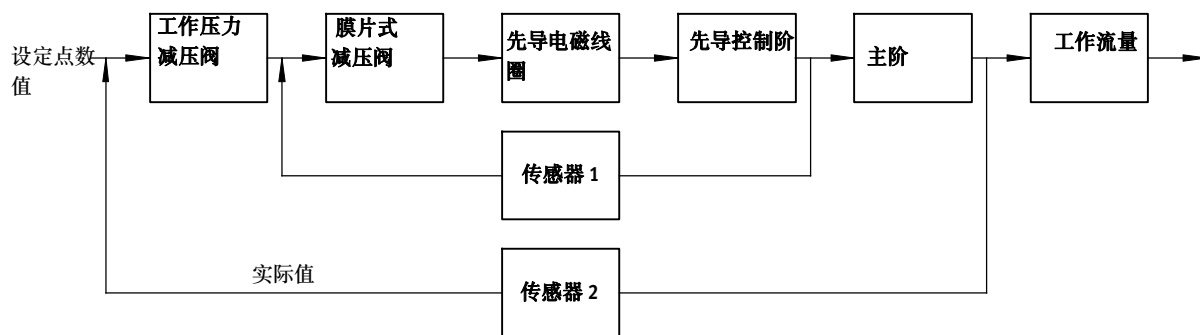 设定点数
值
工作压力
减压阀
膜片式
减压阀
先导电磁线
圈
先导控制阶
主阶
工作流量
传感器 1
实际值
传感器 2